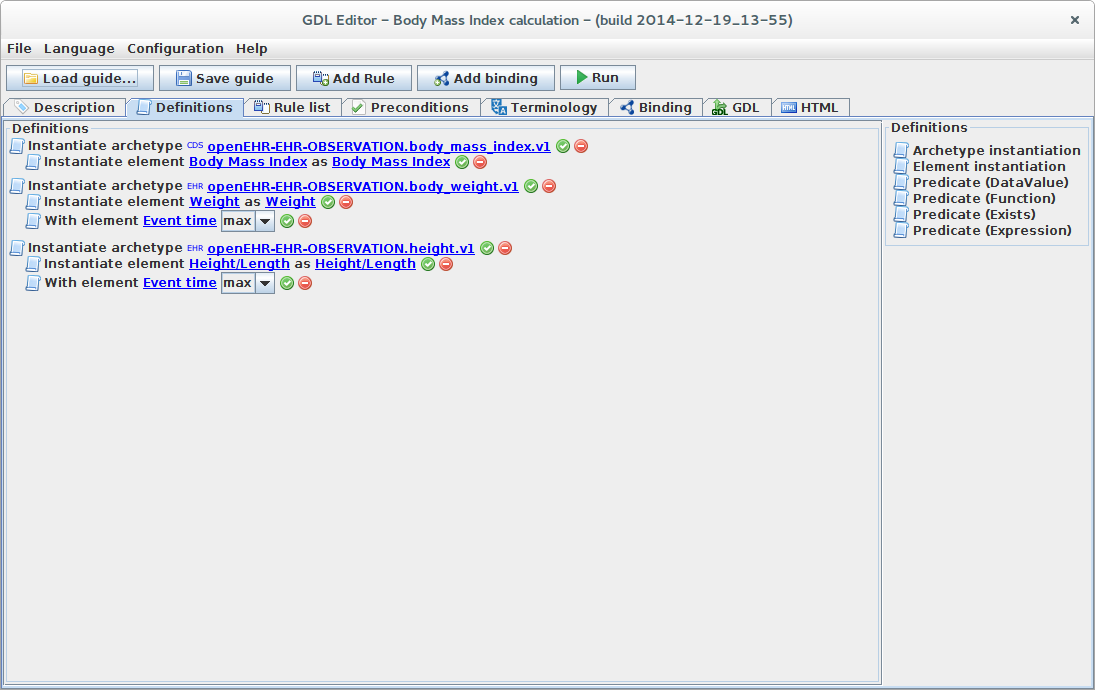 GDL Editor – Body Mass Index calculation – (build 2014–12–19_13–55)
File Language Configuration Help
Load guide... Save guide Add Rule Add binding Run
Description Definitions Rule list Preconditions Terminology Binding GDL HTML
Definitions
Instantiate archetype CDS openEHR-EHR-OBSERVATION.body_mass_index.v1
Instantiate element Body Mass Index as Body Mass Index
Instantiate archetype EHR openEHR-EHR-OBSERVATION.body_weight.v1
Instantiate element Weight as Weight
With element Event time max
Instantiate archetype EHR openEHR-EHR-OBSERVATION.height.v1
Instantiate element Height/Length as Height/Length
With element Event time max
Definitions
Archetype instantiation
Element instantiation
Predicate (DataValue)
Predicate (Function)
Predicate (Exists)
Predicate (Expression)